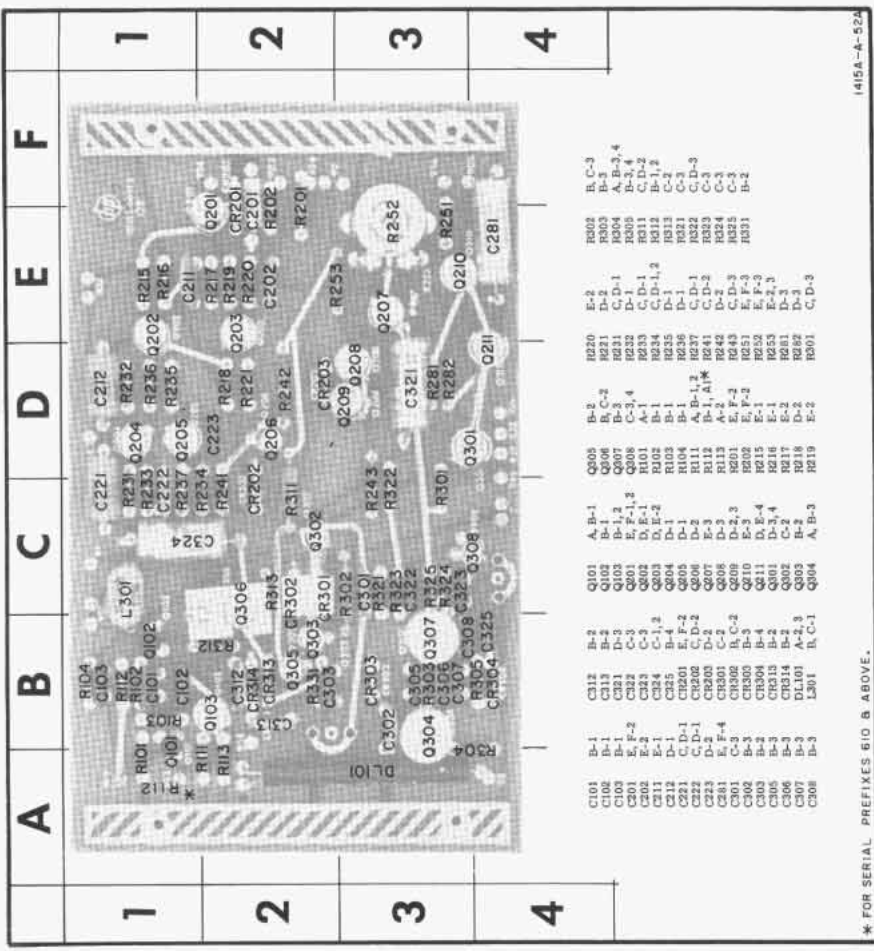 A B C D E F
1 1
R104 C221 C212
C103 L301
R112 R231 Q204 R232 R215
R101 R102 Q102 R233 R236 Q202 R216
Q101 C101 C222 R235
R112 * R103 C102 C324 R237 Q205 C211
2 2
R111 Q103 R312 R234 C223 R217 Q201
R113 C312 Q306 R241 R218 Q203 R219 CR201
CR314 R221 R220 C201
CR313 R313 CR202 Q206 C202 R202
C313 Q305 CR302 R311 R242 R201
Q303 R331 CR301 Q302 CR203
C303 R302
3 3
DL101 CR303 C301 Q209 Q208 R253
C302 R321 R243 Q207 R252
C305 R323 R322 C321
Q304 R303 Q307 C322 R281
C306 R325 R301 R282 R251
C307 C308 R324 C323 Q210
4 4
R304 R305 CR304 C325 Q308 Q301 Q211 C281
C101 B-1 C312 B-2 Q101 A, B-1 Q305 B-2 R220 E-2 R302 B, C-3
C102 B-1 C313 B-2 Q102 B-1 Q306 B, C-2 R221 D-2 R303 B-3
C103 B-1 C321 D-3 Q103 B-1, 2 Q307 B-3 R231 C, D-1 R304 A, B-3, 4
C201 E, F-2 C322 C-3 Q201 E, F-1, 2 Q308 C-3, 4 R232 D-1 R305 B-3, 4
C202 E-2 C323 C-3 Q202 D, E-1 R101 A-1 R233 C, D-1 R311 C, D-2
C211 E-1 C324 C-1, 2 Q203 D, E-2 R102 B-1 R234 C, D-1, 2 R312 B-1, 2
C212 D-1 C325 B-4 Q204 D-1 R103 B-1 R235 D-1 R313 C-2
C221 C, D-1 CR201 E, F-2 Q205 D-1 R104 B-1 R236 D-1 R321 C-3
C222 C, D-1 CR202 C, D-2 Q206 D-2 R111 A, B-1, 2 R237 C, D-1 R322 C, D-3
C223 D-2 CR203 D-2 Q207 E-3 R112 B-1, A1* R241 C, D-2 R323 C-3
C281 E, F-4 CR301 C-2 Q208 D-3 R113 A-2 R242 D-2 R324 C-3
C301 C-3 CR302 B, C-2 Q209 D-2, 3 R201 E, F-2 R243 C, D-3 R325 C-3
C302 B-3 CR303 B-3 Q210 E-3 R202 E, F-2 R251 E, F-3 R331 B-2
C303 B-2 CR304 B-4 Q211 D, E-4 R215 E-1 R252 E, F-3
C305 B-3 CR313 B-2 Q301 D-3, 4 R216 E-1 R253 E-2, 3
C306 B-3 CR314 B-2 Q302 C-2 R217 E-2 R281 D-3
C307 B-3 DL101 A-2, 3 Q303 B-2 R218 D-2 R282 D-3
C308 B-3 L301 B, C-1 Q304 A, B-3 R219 E-2 R301 C, D-3
* FOR SERIAL PREFIXES 610 & ABOVE.
1415A-A-52A